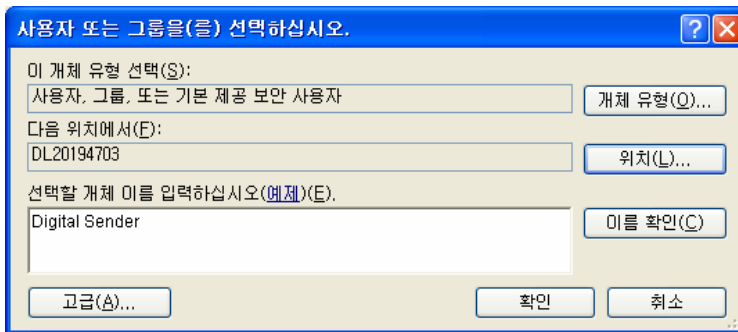 사용자 또는 그룹을(를) 선택하십시오.
이 개체 유형 선택(S):
사용자, 그룹, 또는 기본 제공 보안 사용자
개체 유형(O)...
다음 위치에서(F):
DL20194703
위치(L)...
선택할 개체 이름 입력하십시오(예제)(E).
Digital Sender
이름 확인(C)
고급(A)...
확인
취소